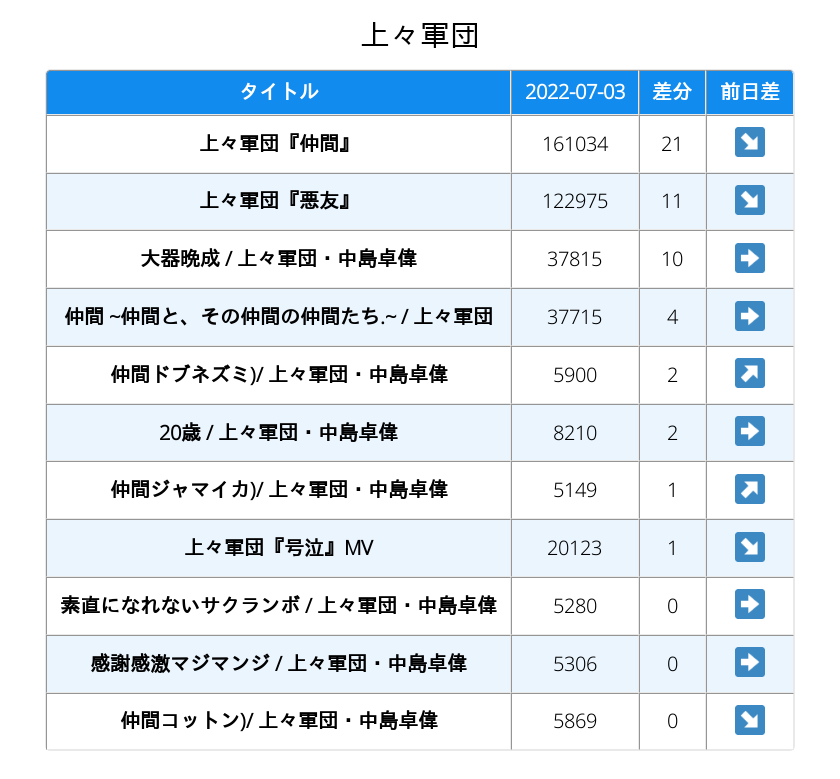 上々軍団
タイトル 2022-07-03 差分 前日差
上々軍団『仲間』 161034 21 ↘
上々軍団『悪友』 122975 11 ↘
大器晩成 / 上々軍団・中島卓偉 37815 10 ➡
仲間 ~仲間と、その仲間の仲間たち.~ / 上々軍団 37715 4 ➡
仲間ドブネズミ)/ 上々軍団・中島卓偉 5900 2 ↗
20歳 / 上々軍団・中島卓偉 8210 2 ➡
仲間ジャマイカ)/ 上々軍団・中島卓偉 5149 1 ↗
上々軍団『号泣』MV 20123 1 ↘
素直になれないサクランボ / 上々軍団・中島卓偉 5280 0 ➡
感謝感激マジマンジ / 上々軍団・中島卓偉 5306 0 ➡
仲間コットン)/ 上々軍団・中島卓偉 5869 0 ↘